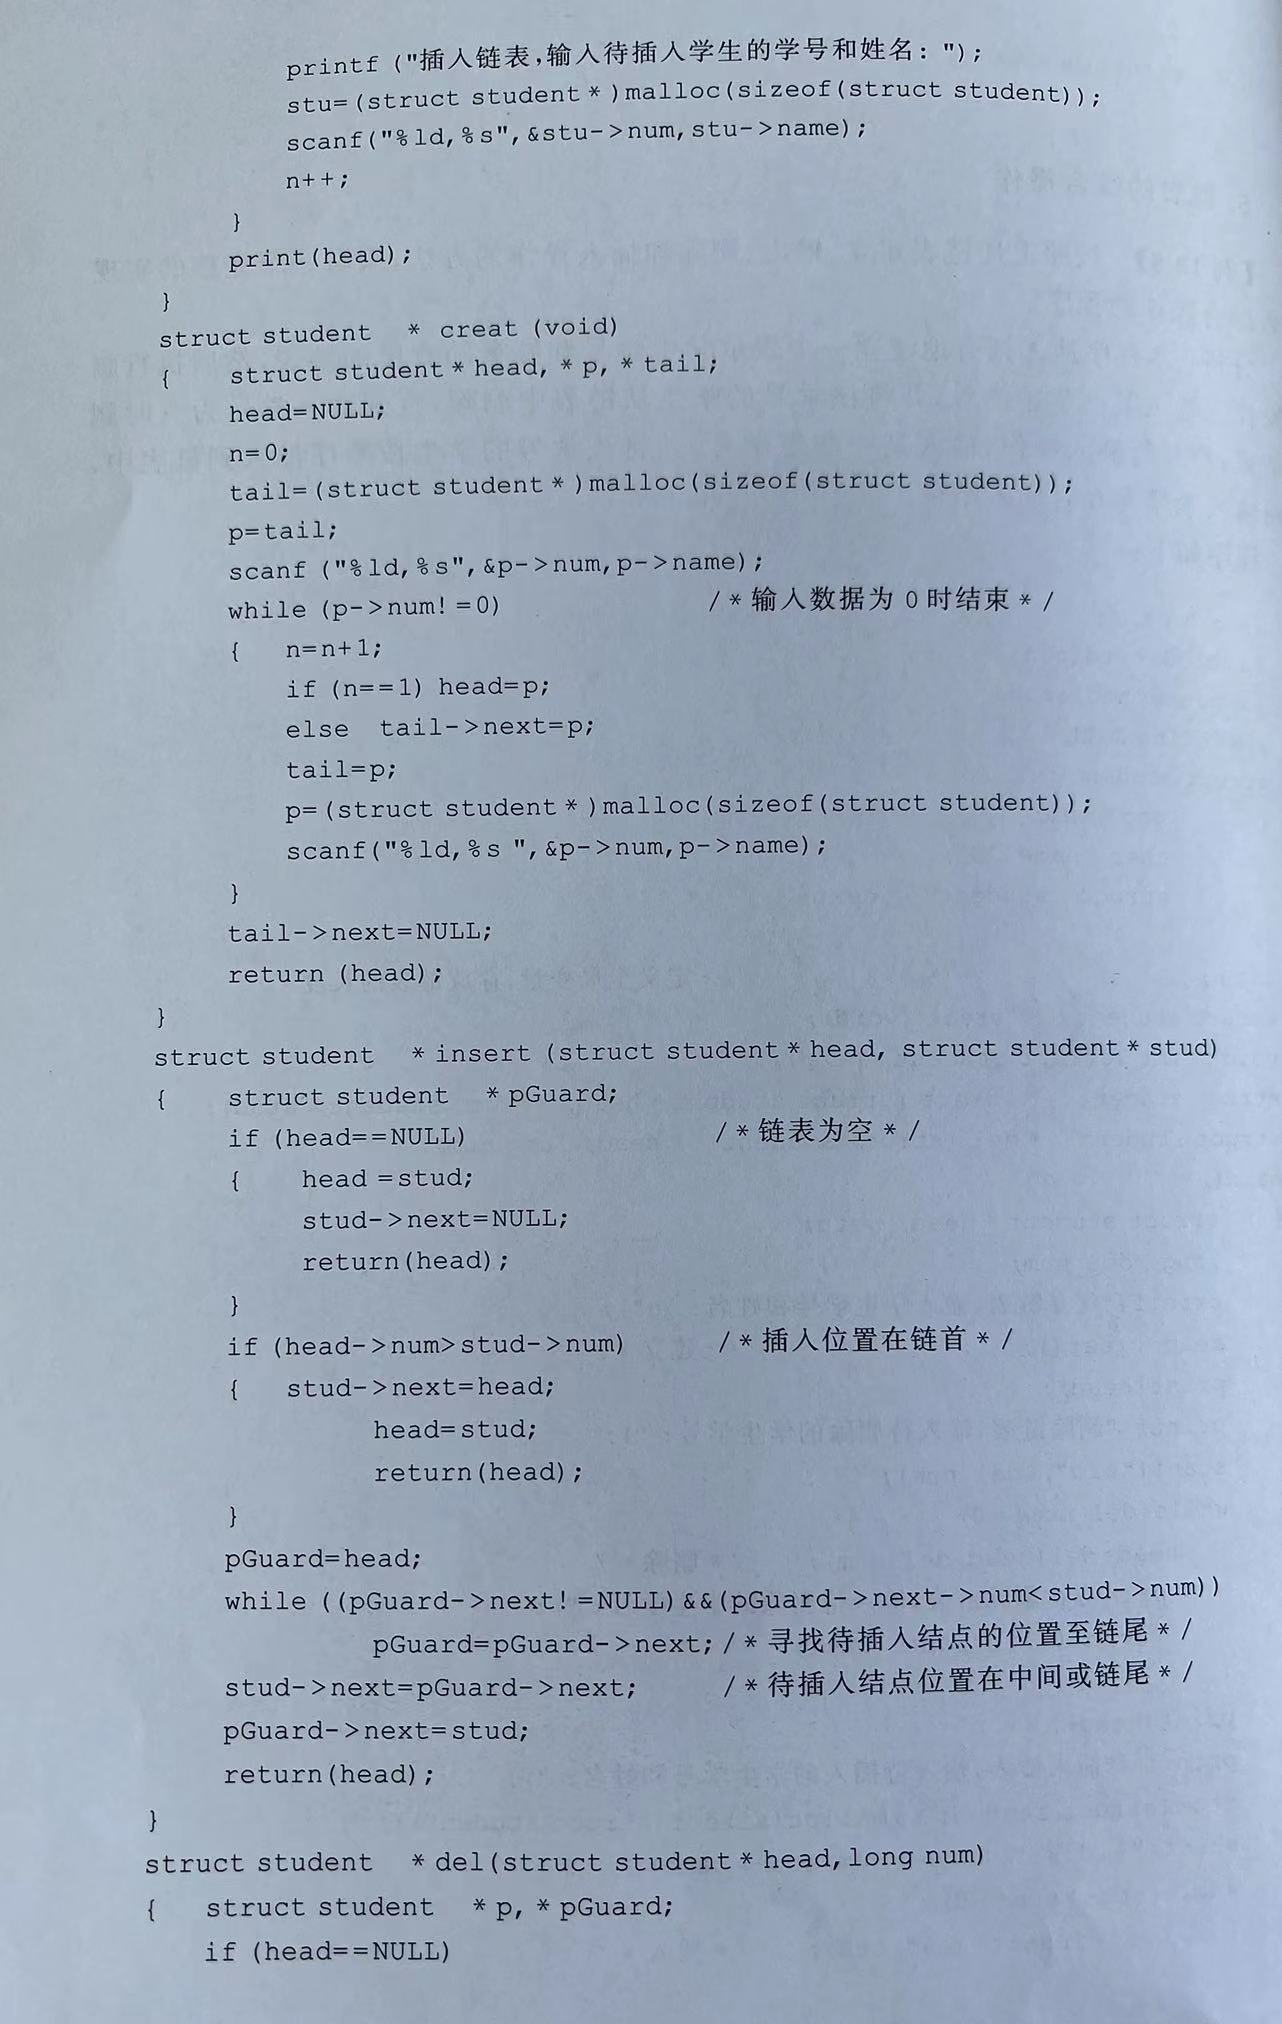 printf ("插入链表,输入待插入学生的学号和姓名: ");
stu=(struct student*)malloc(sizeof(struct student));
scanf("%ld,%s",&stu->num,stu->name);
n++;
}
print(head);
}
struct student * creat (void)
{ struct student*head,*p,*tail;
head=NULL;
n=0;
tail=(struct student*)malloc(sizeof(struct student));
p=tail;
scanf ("%ld,%s",&p->num,p->name);
while (p->num!=0) /*输入数据为 0 时结束*/
{ n=n+1;
if (n==1) head=p;
else tail->next=p;
tail=p;
p=(struct student*)malloc(sizeof(struct student));
scanf("%ld,%s ",&p->num,p->name);
}
tail->next=NULL;
return (head);
}
struct student *insert (struct student*head, struct student*stud)
{ struct student *pGuard;
if (head==NULL) /*链表为空*/
{ head =stud;
stud->next=NULL;
return(head);
}
if (head->num>stud->num) /*插入位置在链首*/
{ stud->next=head;
head=stud;
return(head);
}
pGuard=head;
while ((pGuard->next!=NULL)&&(pGuard->next->num<stud->num))
pGuard=pGuard->next; /*寻找待插入结点的位置至链尾*/
stud->next=pGuard->next; /*待插入结点位置在中间或链尾*/
pGuard->next=stud;
return(head);
}
struct student *del(struct student*head,long num)
{ struct student *p,*pGuard;
if (head==NULL)